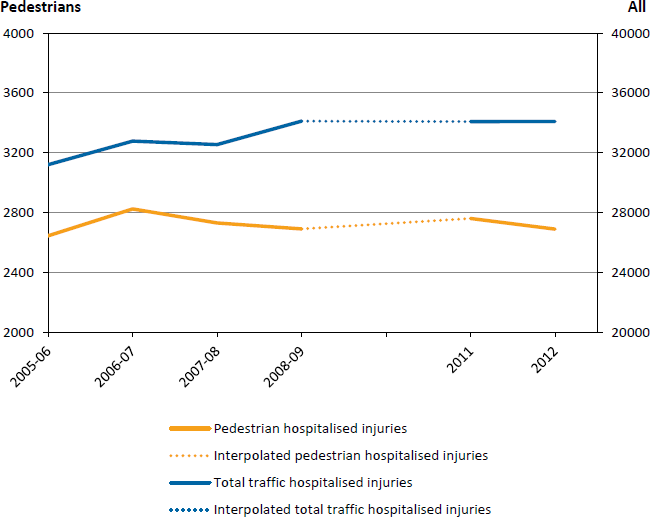 Pedestrians All
4000 40000
3600 36000
3200 32000
2800 28000
2400 24000
2000 20000
2005-06 2006-07 2007-08 2008-09 2011 2012
Pedestrian hospitalised injuries
Interpolated pedestrian hospitalised injuries
Total traffic hospitalised injuries
Interpolated total traffic hospitalised injuries